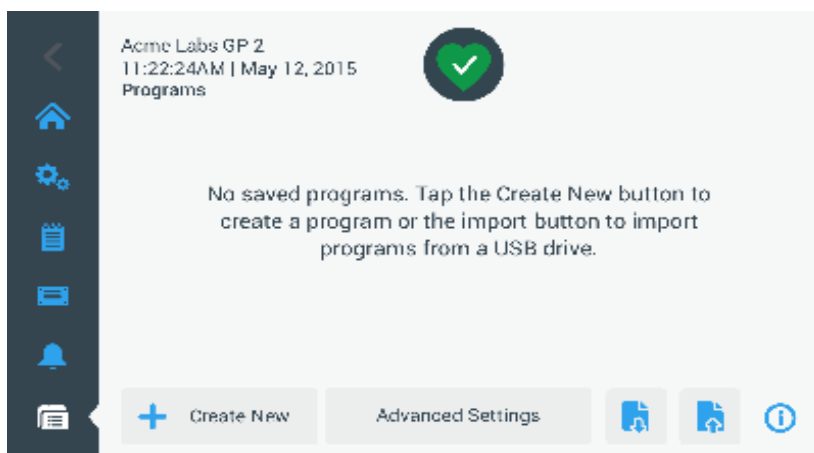 Acme Labs GP 2
11:22:24AM | May 12, 2015
Programs
No saved programs. Tap the Create New button to
create a program or the import button to import
programs from a USB drive.
Create New
Advanced Settings